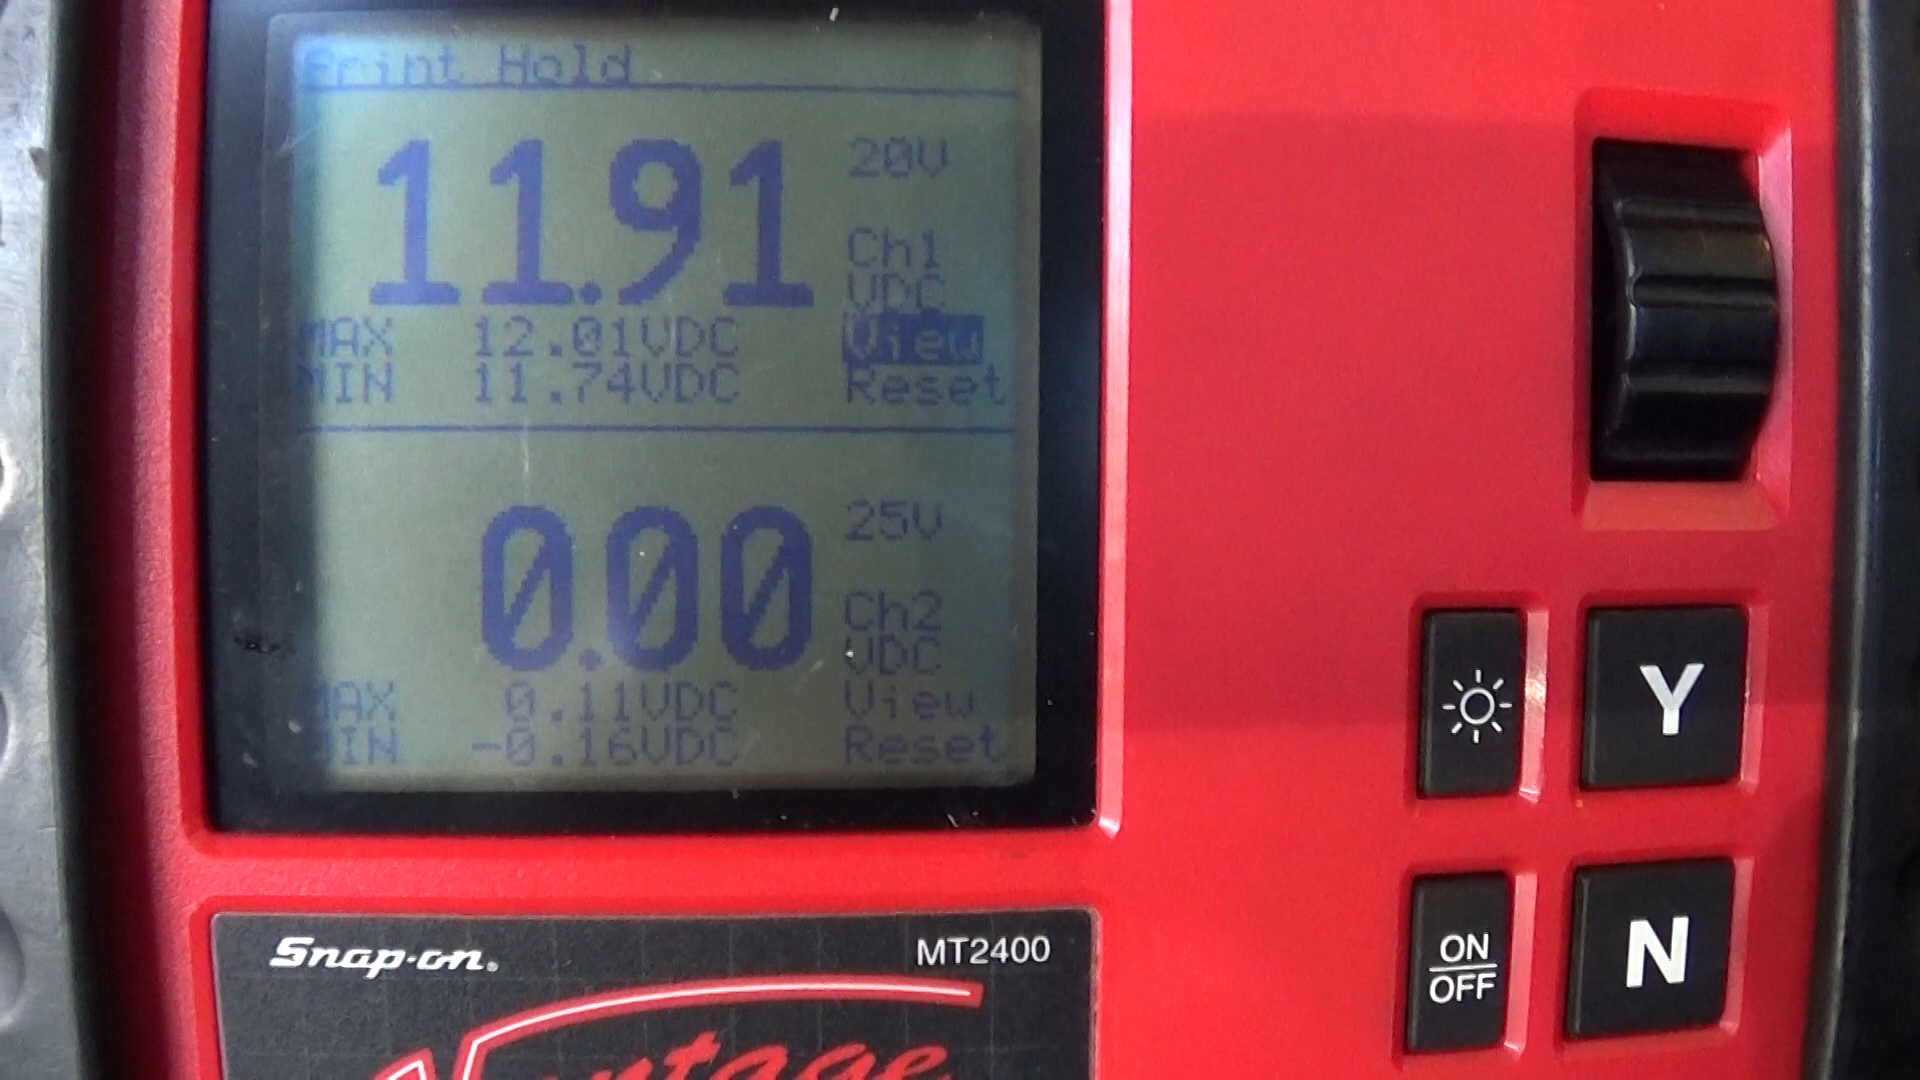 Print Hold
11.91 20V
Ch1
VDC
MAX 12.01VDC View
MIN 11.74VDC Reset
0.00 25V
Ch2
VDC
MAX 0.11VDC View
MIN -0.16VDC Reset
Y
ON
OFF
N
Snap-on. MT2400
Vantage